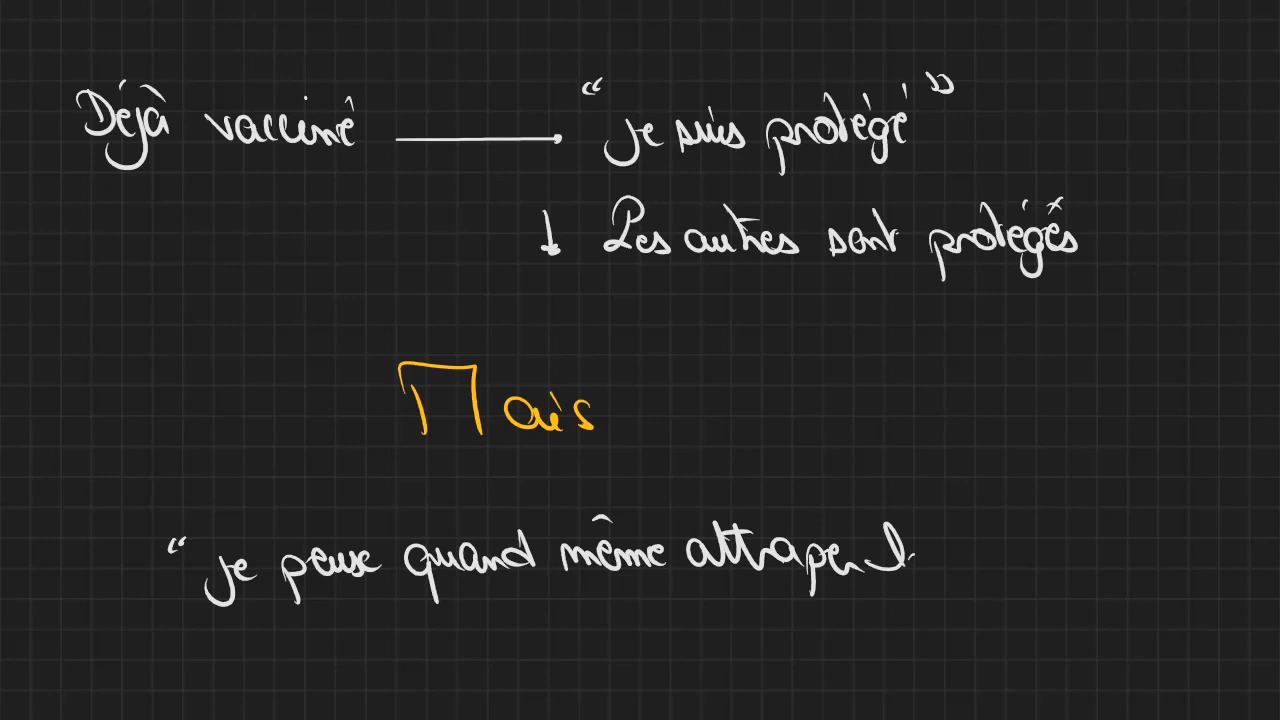 Déjà vacciné → "je suis protégé"
↓ Les autres sont protégés
Mais
"je peux quand même attraper l